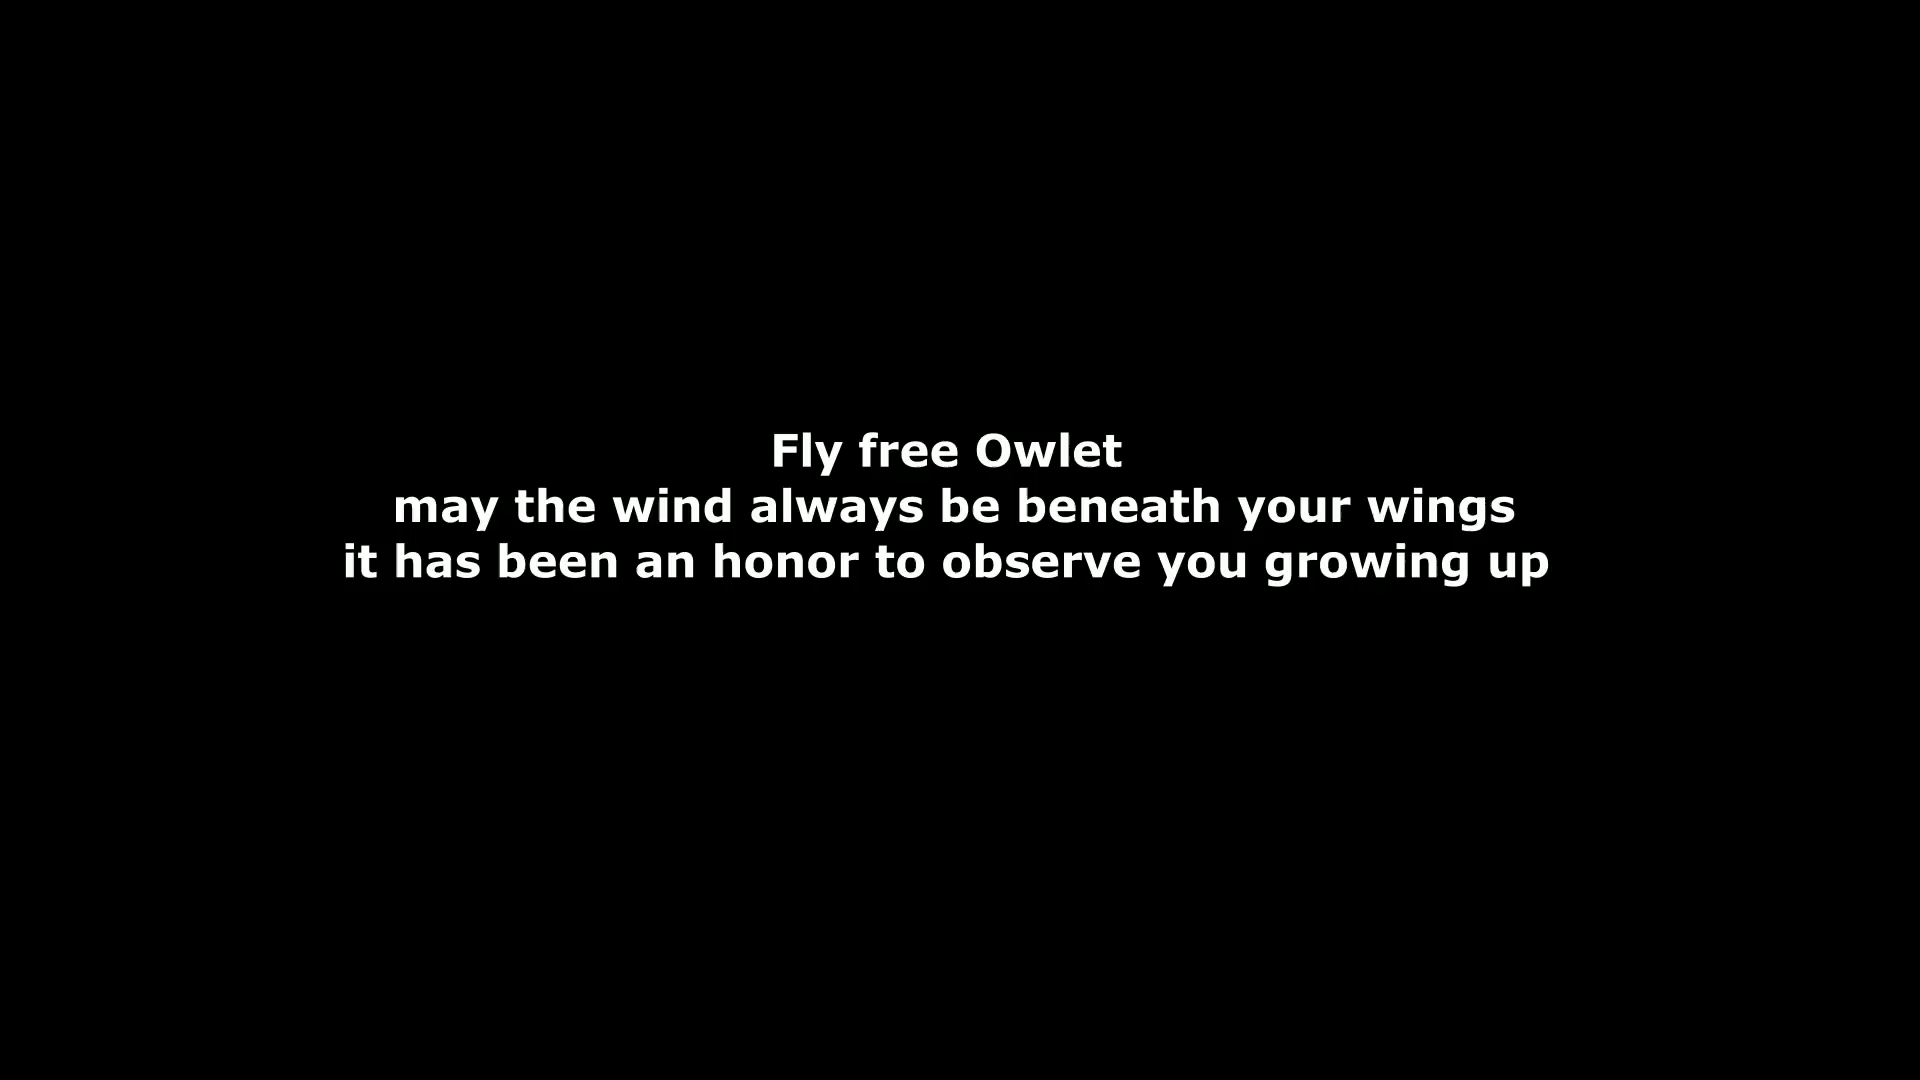 Fly free Owlet
may the wind always be beneath your wings
it has been an honor to observe you growing up